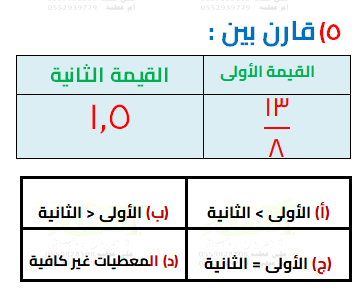 ٥) قارن بين :
القيمة الأولى القيمة الثانية
١٣
٨
١,٥
(أ) الأولى > الثانية (ب) الأولى < الثانية
(ج) الأولى = الثانية (د) المعطيات غير كافية